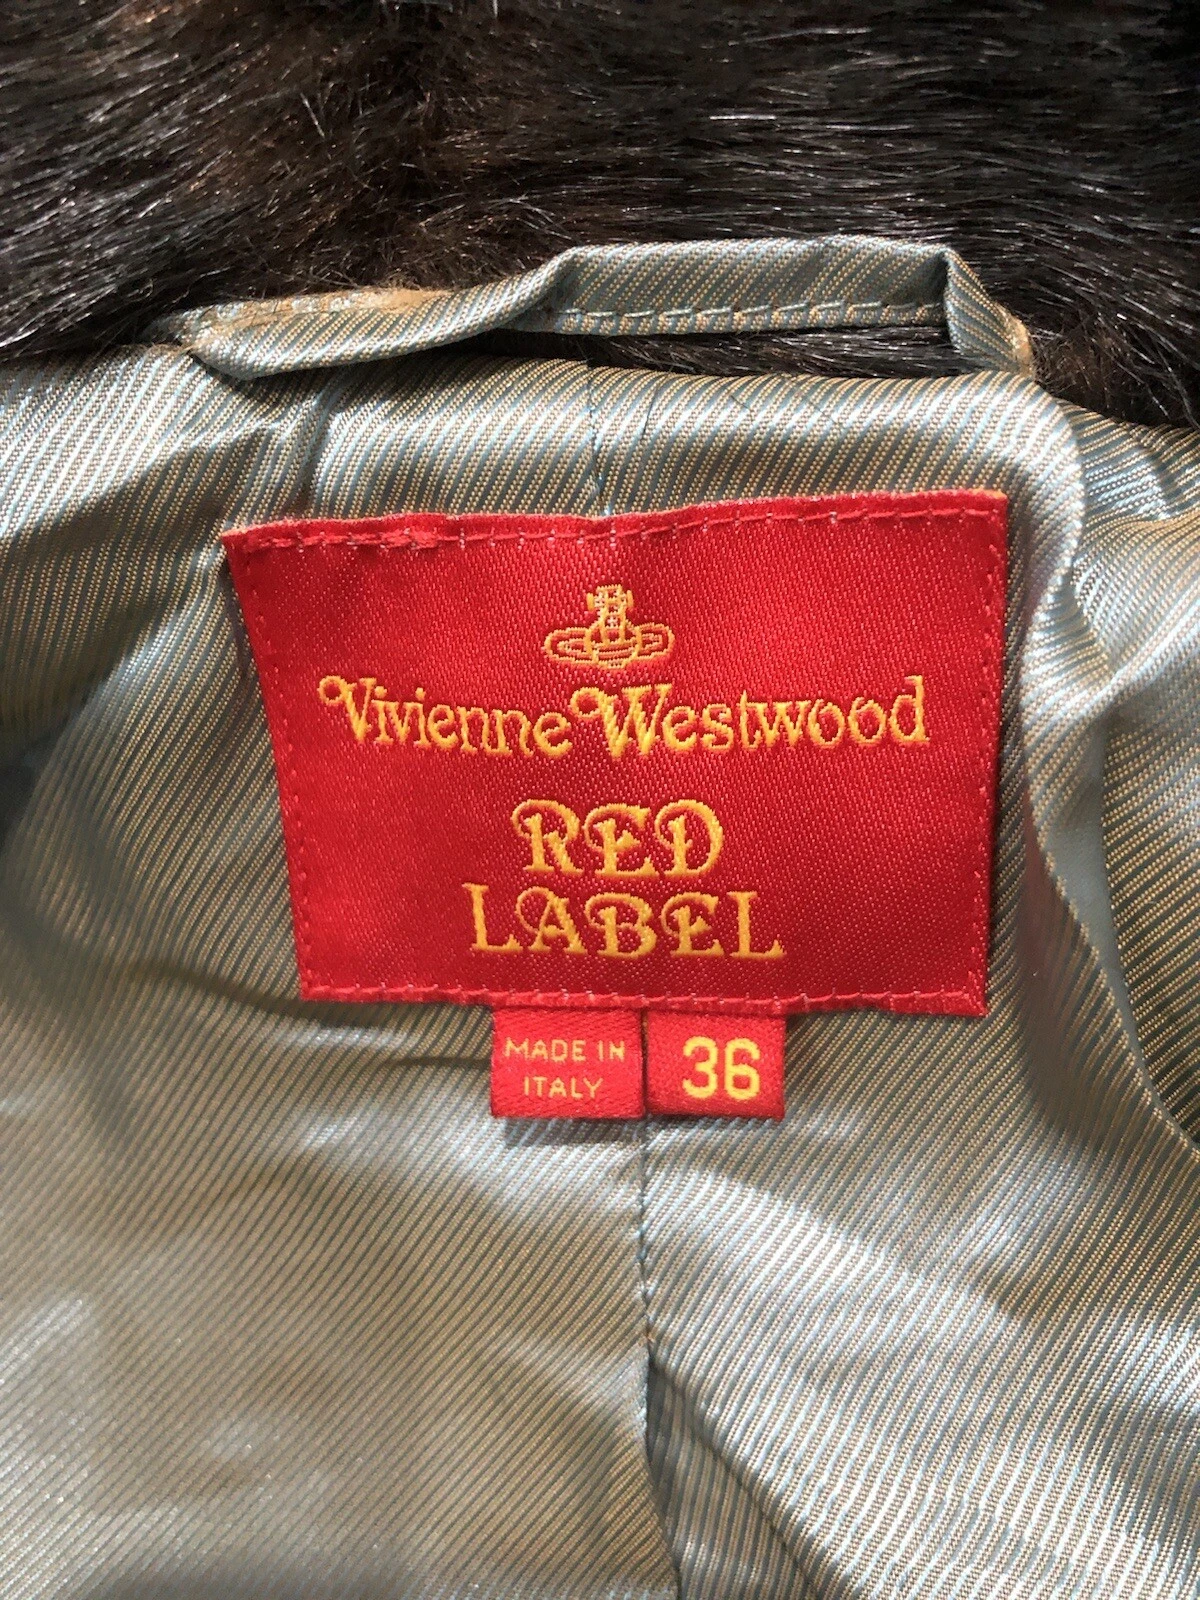 Vivienne Westwood
RED
LABEL
MADE IN
ITALY
36